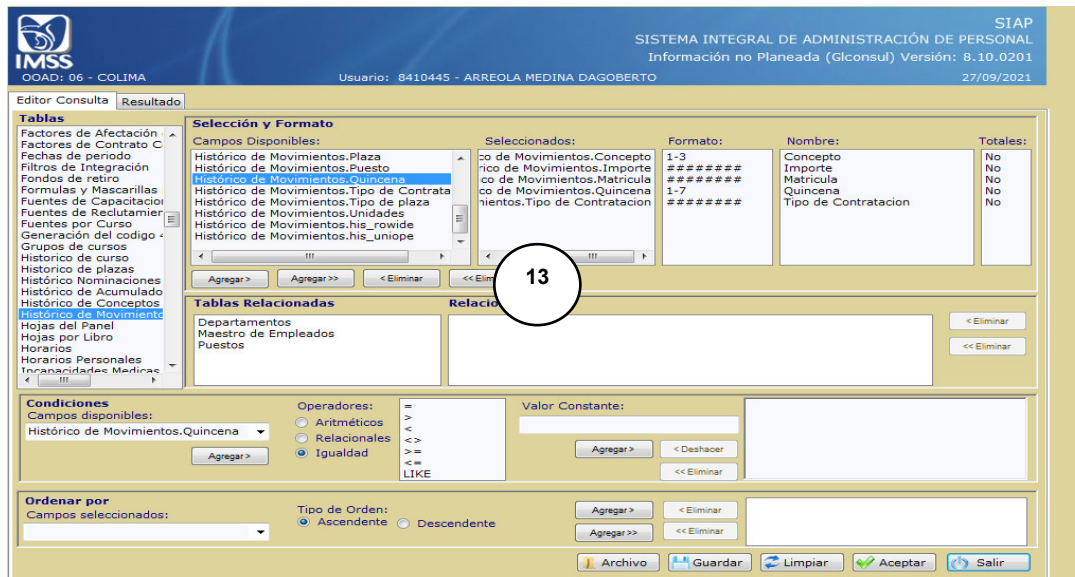 SIAP
SISTEMA INTEGRAL DE ADMINISTRACIÓN DE PERSONAL
IMSS
Información no Planeada (Glconsul) Versión: 8.10.0201
OOAD: 06 - COLIMA Usuario: 8410445 - ARREOLA MEDINA DAGOBERTO 27/09/2021
Editor Consulta Resultado
Tablas
Factores de Afectación
Factores de Contrato C
Fechas de periodo
Filtros de Integración
Fondos de retiro
Formulas y Mascarillas
Fuentes de Capacitacion
Fuentes de Reclutamier
Fuentes por Curso
Generación del codigo 4
Grupos de cursos
Historico de curso
Historico de plazas
Histórico Nominaciones
Histórico de Acumulado
Histórico de Conceptos
Histórico de Movimiento
Hojas del Panel
Hojas por Libro
Horarios
Horarios Personales
Incapacidades Medicas
Selección y Formato
Campos Disponibles: Seleccionados: Formato: Nombre: Totales:
Histórico de Movimientos.Plaza
Histórico de Movimientos.Puesto
Histórico de Movimientos.Quincena
Histórico de Movimientos.Tipo de Contrata
Histórico de Movimientos.Tipo de plaza
Histórico de Movimientos.Unidades
Histórico de Movimientos.his_rowide
Histórico de Movimientos.his_uniope
co de Movimientos.Concepto 1-3 Concepto No
rico de Movimientos.Importe ######## Importe No
co de Movimientos.Matricula ######## Matricula No
co de Movimientos.Quincena 1-7 Quincena No
nientos.Tipo de Contratacion ######## Tipo de Contratacion No
Agregar> Agregar>> <Eliminar <<Elim
13
Tablas Relacionadas Relacio
Departamentos
Maestro de Empleados
Puestos
<Eliminar
<<Eliminar
Condiciones
Campos disponibles:
Histórico de Movimientos.Quincena
Agregar>
Operadores:
Aritméticos
Relacionales
Igualdad
=
>
<
<>
>=
<=
LIKE
Valor Constante:
Agregar> <Deshacer
<<Eliminar
Ordenar por
Campos seleccionados:
Tipo de Orden:
Ascendente Descendente
Agregar> <Eliminar
Agregar>> <<Eliminar
Archivo Guardar Limpiar Aceptar Salir